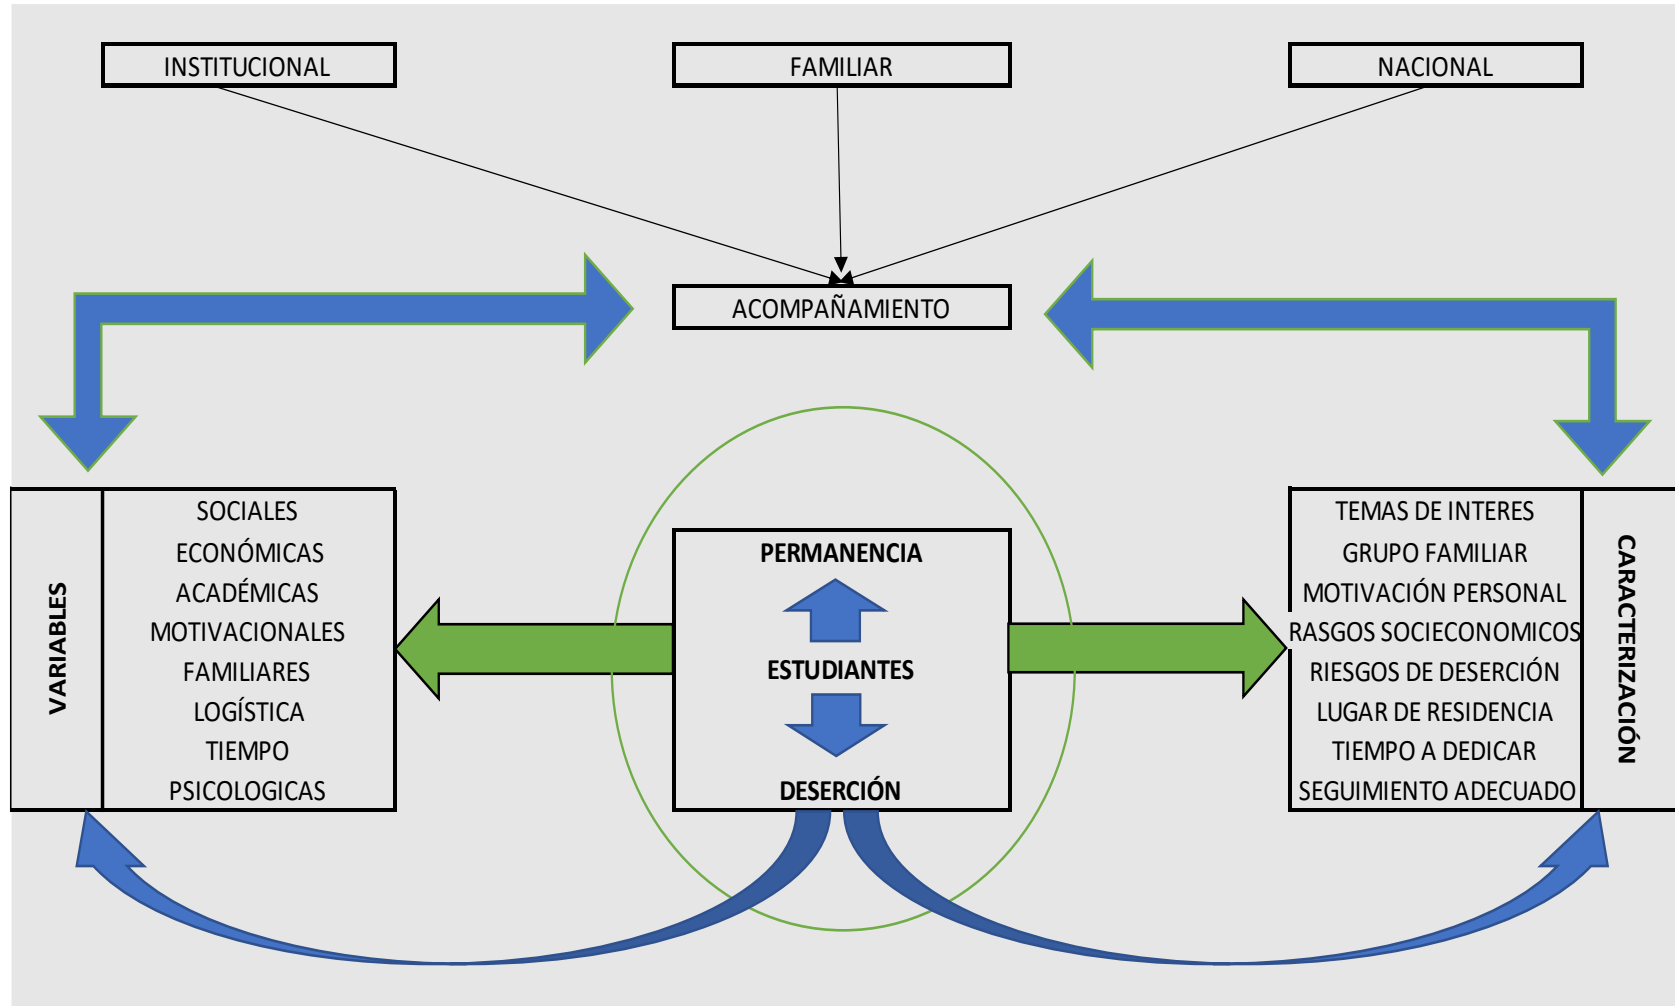 INSTITUCIONAL
FAMILIAR
NACIONAL
ACOMPAÑAMIENTO
VARIABLES
SOCIALES
ECONÓMICAS
ACADÉMICAS
MOTIVACIONALES
FAMILIARES
LOGÍSTICA
TIEMPO
PSICOLOGICAS
PERMANENCIA
ESTUDIANTES
DESERCIÓN
TEMAS DE INTERES
GRUPO FAMILIAR
MOTIVACIÓN PERSONAL
RASGOS SOCIECONOMICOS
RIESGOS DE DESERCIÓN
LUGAR DE RESIDENCIA
TIEMPO A DEDICAR
SEGUIMIENTO ADECUADO
CARACTERIZACIÓN